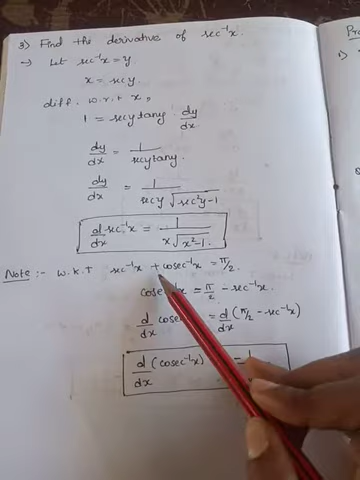 3) Find the derivative of sec⁻¹x.
→ Let sec⁻¹x = y
x = secy.
diff. w.r.t x,
1 = secy tany · dy/dx
dy/dx = 1/(secy tany).
dy/dx = 1/(secy √(sec²y-1))
d/dx sec⁻¹x = 1/(x√(x²-1)).
Note :- W.K.T sec⁻¹x + cosec⁻¹x = π/2.
cosec⁻¹x = π/2 - sec⁻¹x.
d/dx cosec = d/dx (π/2 - sec⁻¹x)
d/dx (cosec⁻¹x) = 1